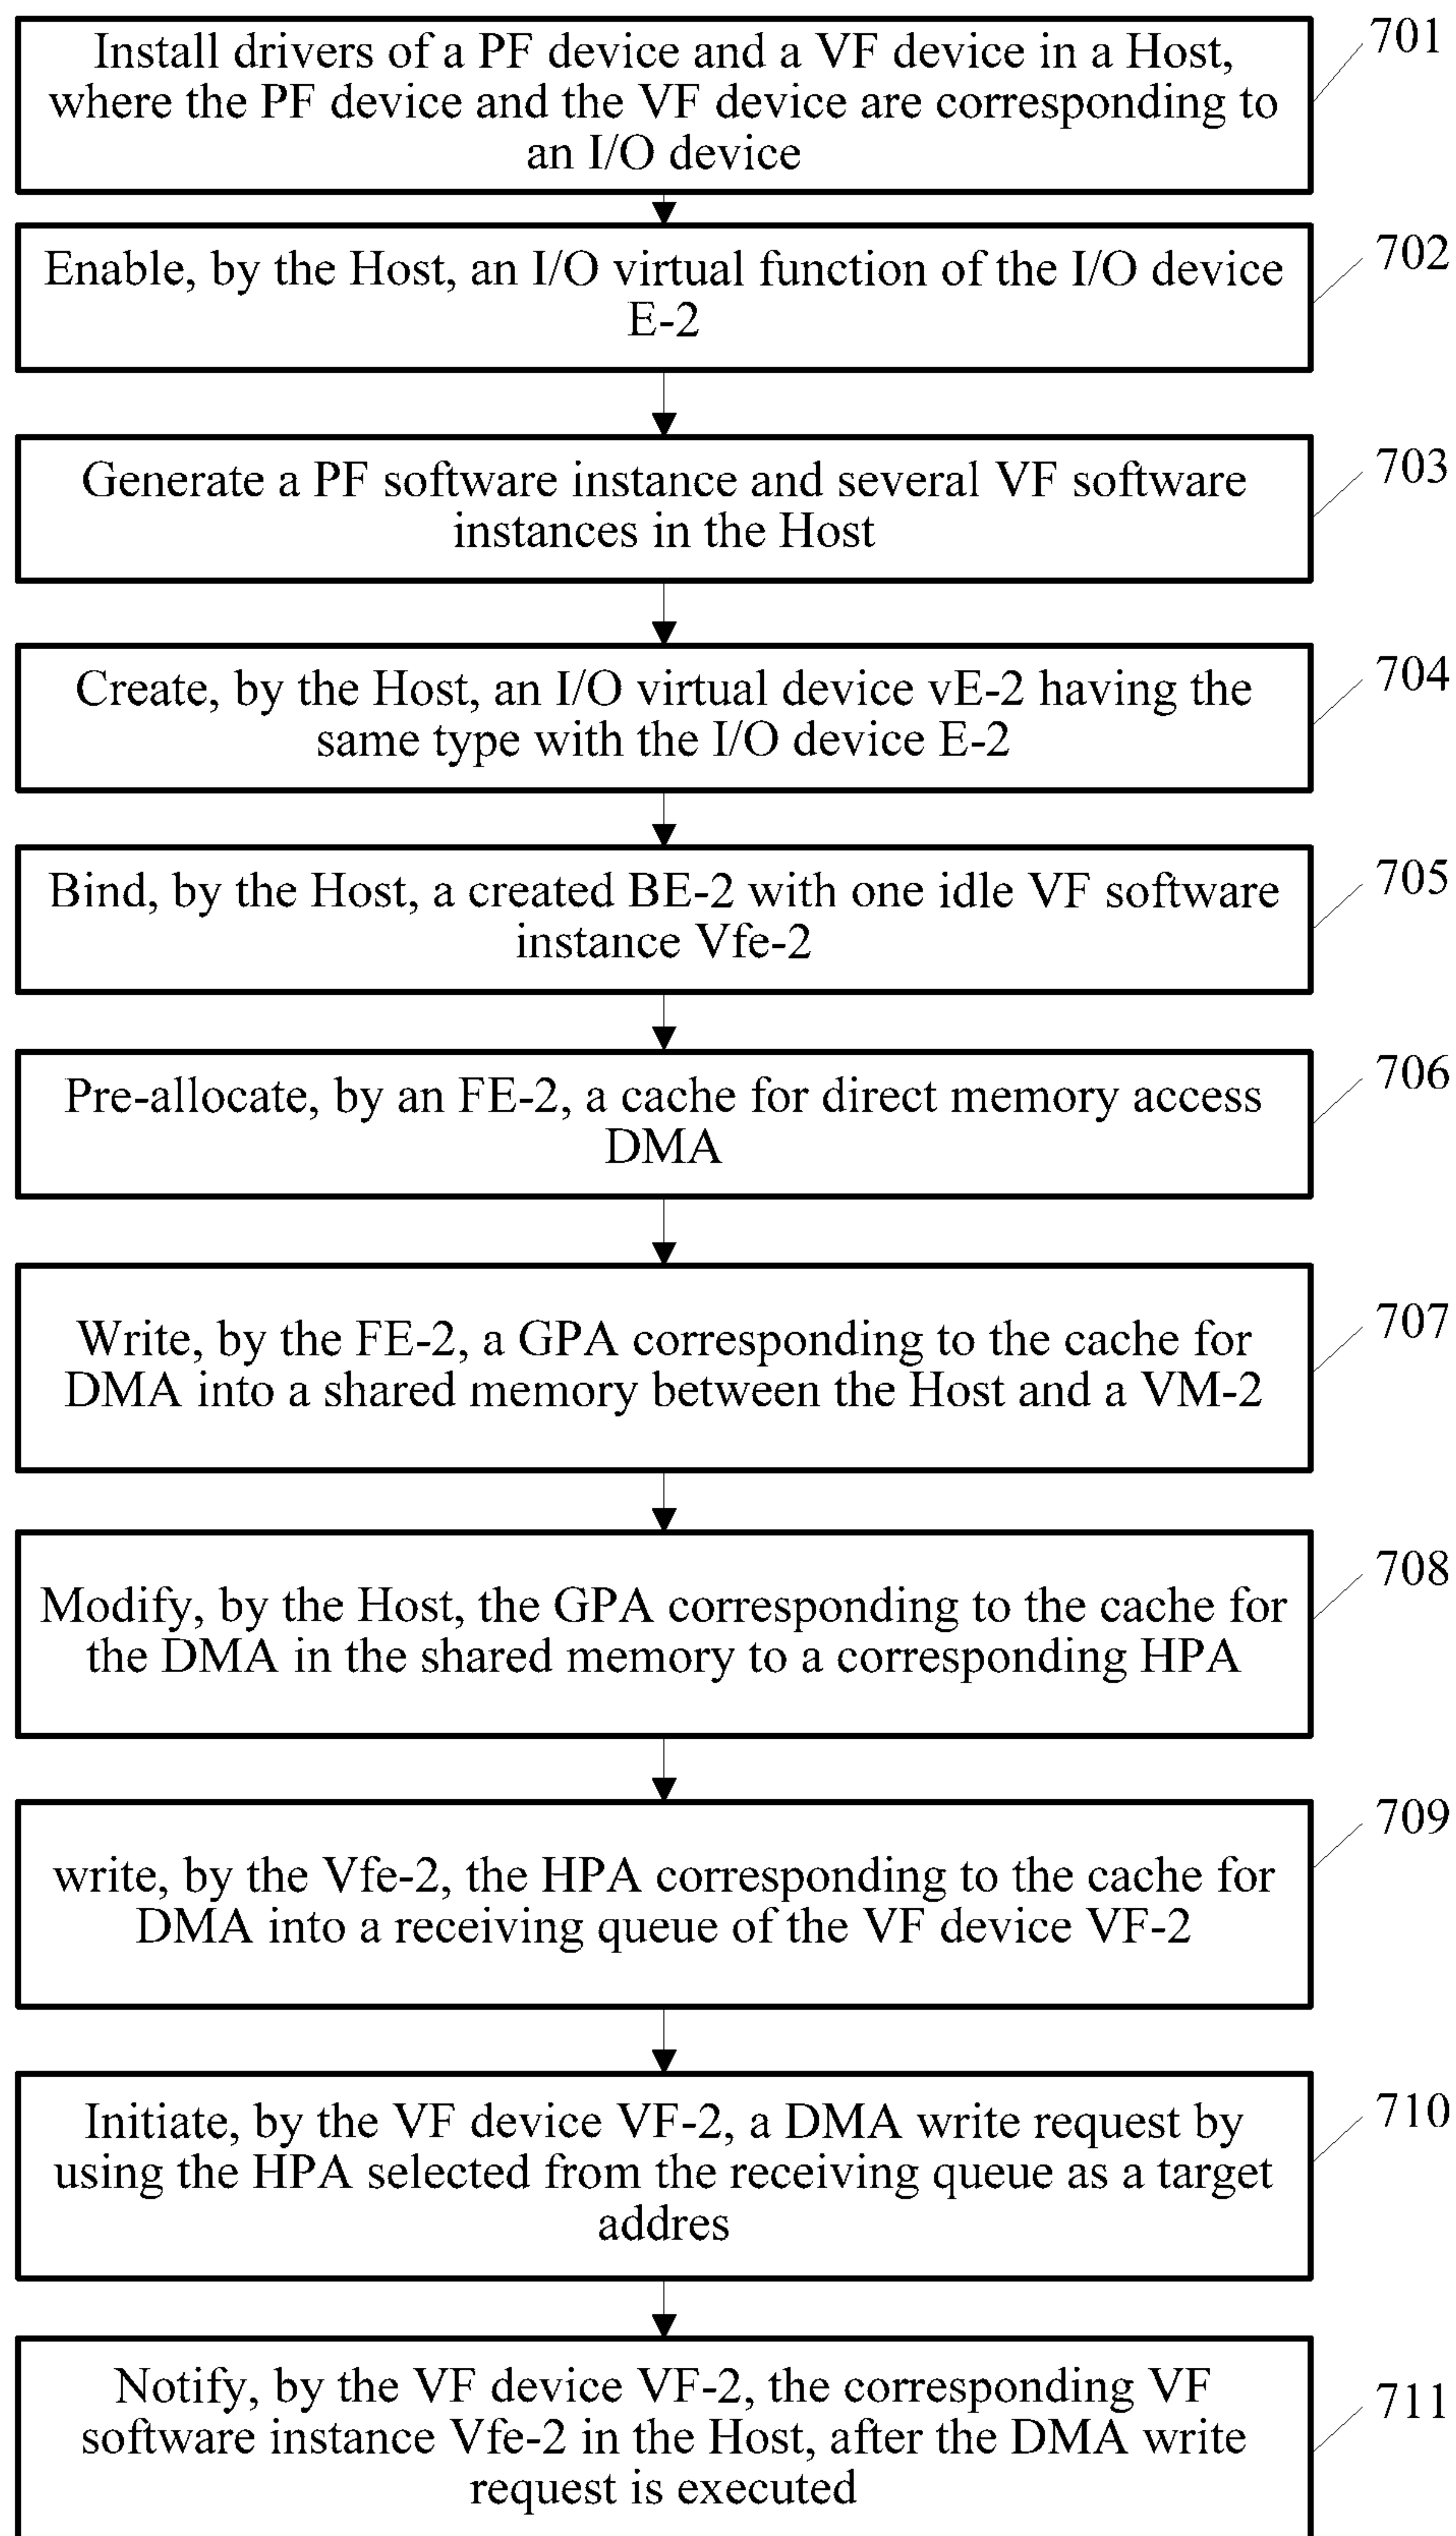 Install drivers of a PF device and a VF device in a Host,
where the PF device and the VF device are corresponding to
an I/O device
701
Enable, by the Host, an I/O virtual function of the I/O device
E-2
702
Generate a PF software instance and several VF software
instances in the Host
703
Create, by the Host, an I/O virtual device vE-2 having the
same type with the I/O device E-2
704
Bind, by the Host, a created BE-2 with one idle VF software
instance Vfe-2
705
Pre-allocate, by an FE-2, a cache for direct memory access
DMA
706
Write, by the FE-2, a GPA corresponding to the cache for
DMA into a shared memory between the Host and a VM-2
707
Modify, by the Host, the GPA corresponding to the cache for
the DMA in the shared memory to a corresponding HPA
708
write, by the Vfe-2, the HPA corresponding to the cache for
DMA into a receiving queue of the VF device VF-2
709
Initiate, by the VF device VF-2, a DMA write request by
using the HPA selected from the receiving queue as a target
addres
710
Notify, by the VF device VF-2, the corresponding VF
software instance Vfe-2 in the Host, after the DMA write
request is executed
711